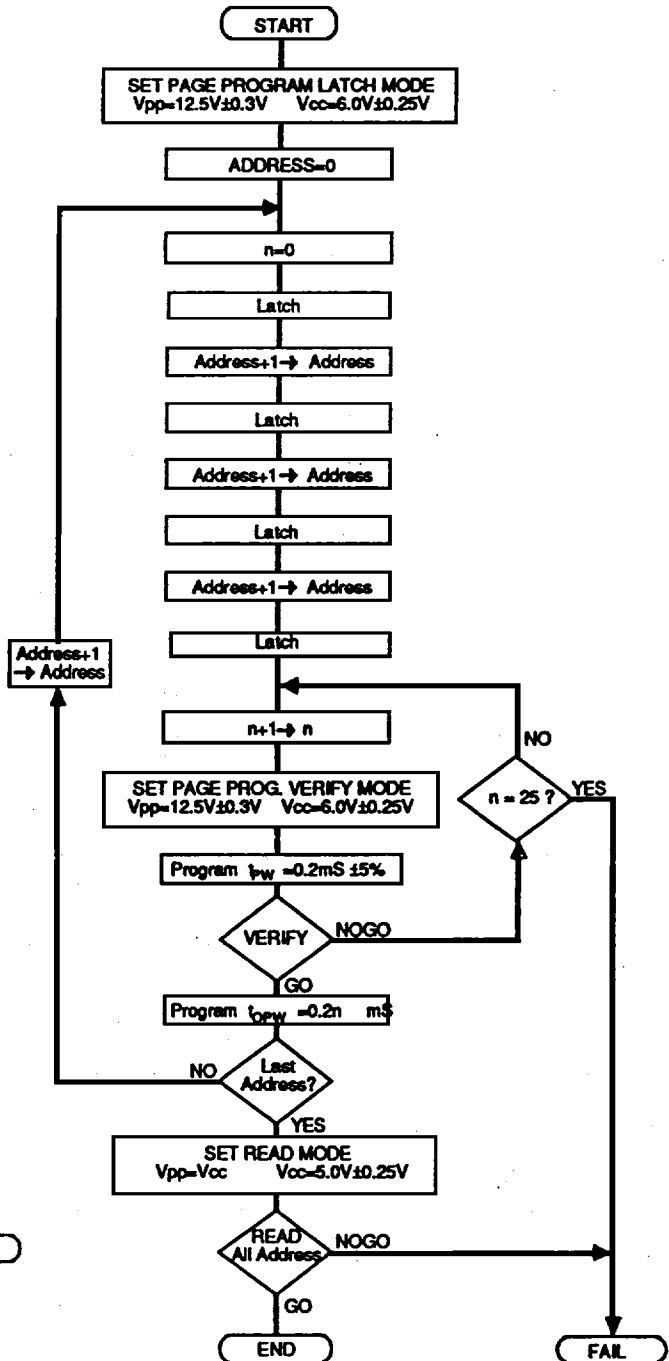 START
SET PAGE PROGRAM LATCH MODE
Vpp=12.5V±0.3V Vcc=6.0V±0.25V
ADDRESS=0
n=0
Latch
Address+1→ Address
Latch
Address+1→ Address
Latch
Address+1→ Address
Latch
Address+1
→ Address
n+1→ n
NO
n = 25 ?
YES
SET PAGE PROG. VERIFY MODE
Vpp=12.5V±0.3V Vcc=6.0V±0.25V
Program tPW =0.2mS ±5%
VERIFY
NOGO
GO
Program tOPW =0.2n mS
NO
Last
Address?
YES
SET READ MODE
Vpp=Vcc Vcc=5.0V±0.25V
READ
All Address
NOGO
GO
END
FAIL